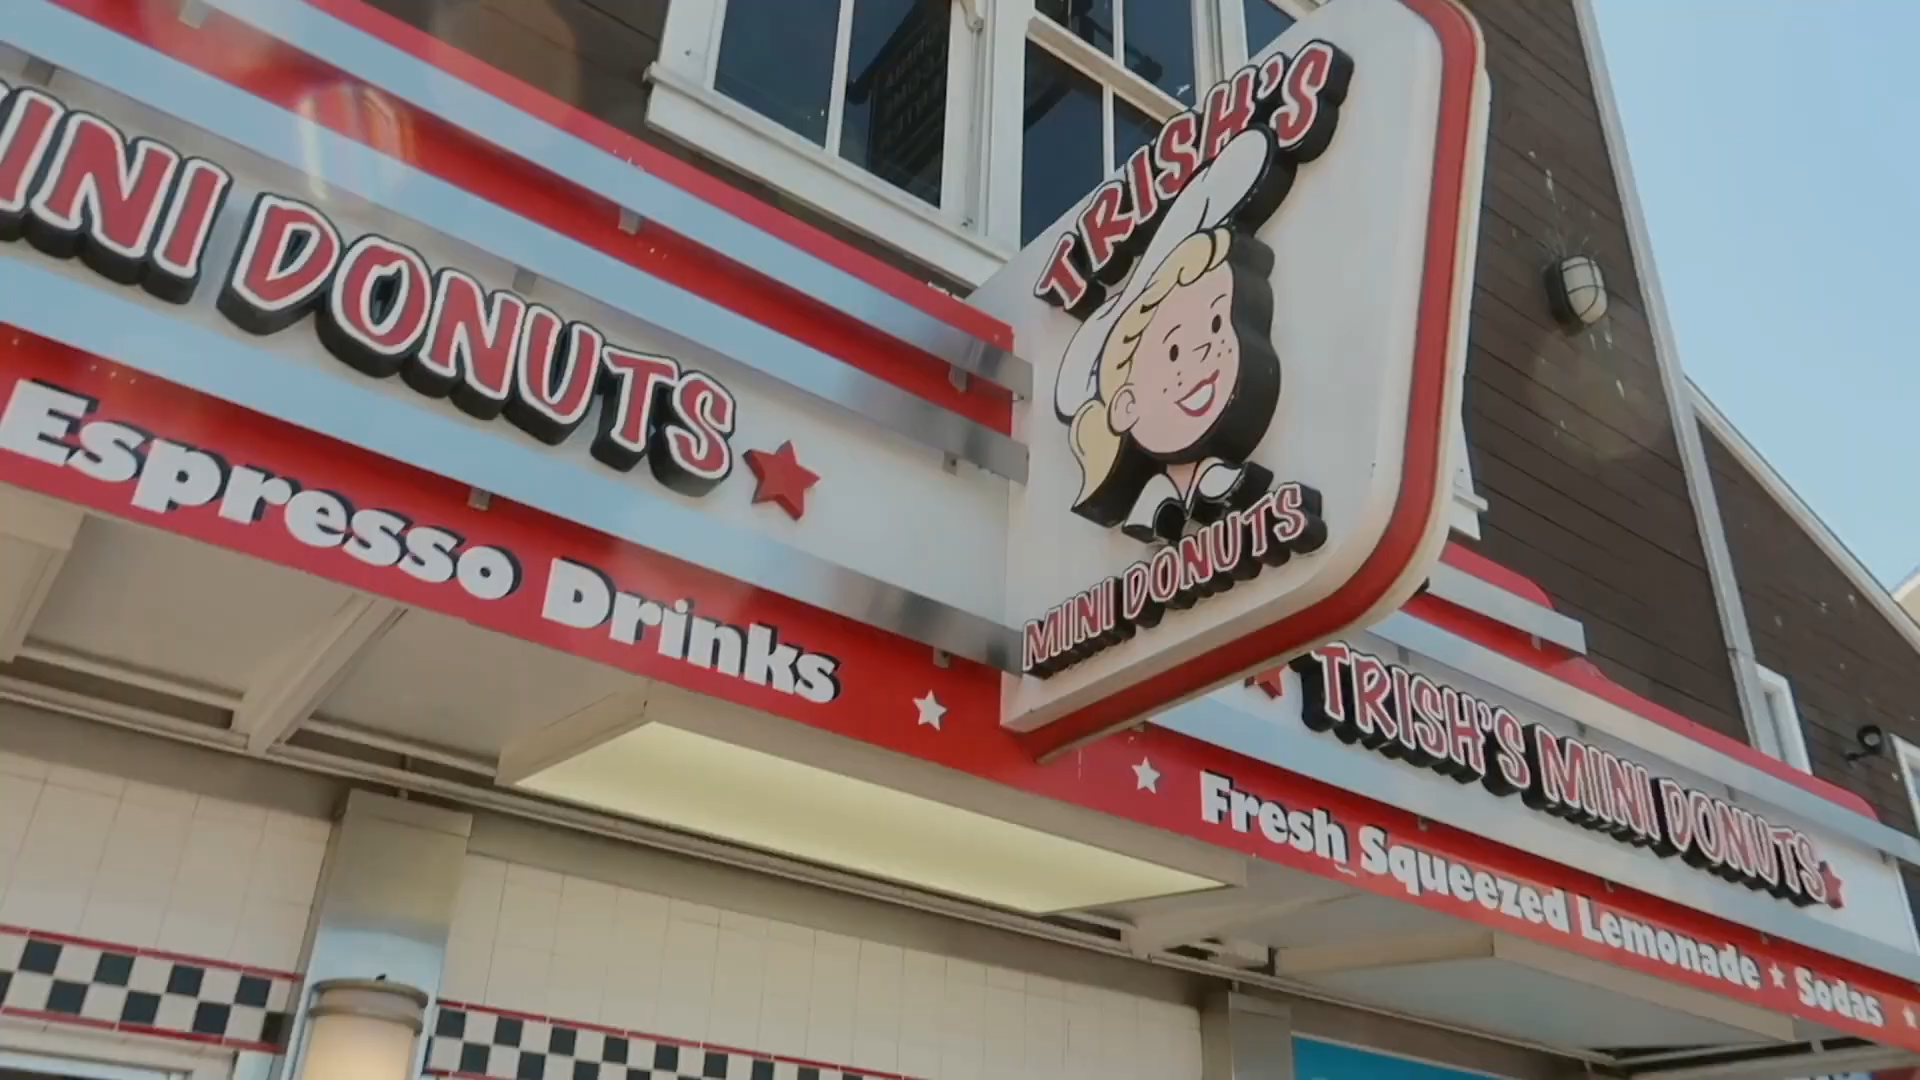 MINI DONUTS
Espresso Drinks
TRISH'S
MINI DONUTS
TRISH'S MINI DONUTS
Fresh Squeezed Lemonade ★ Sodas ★